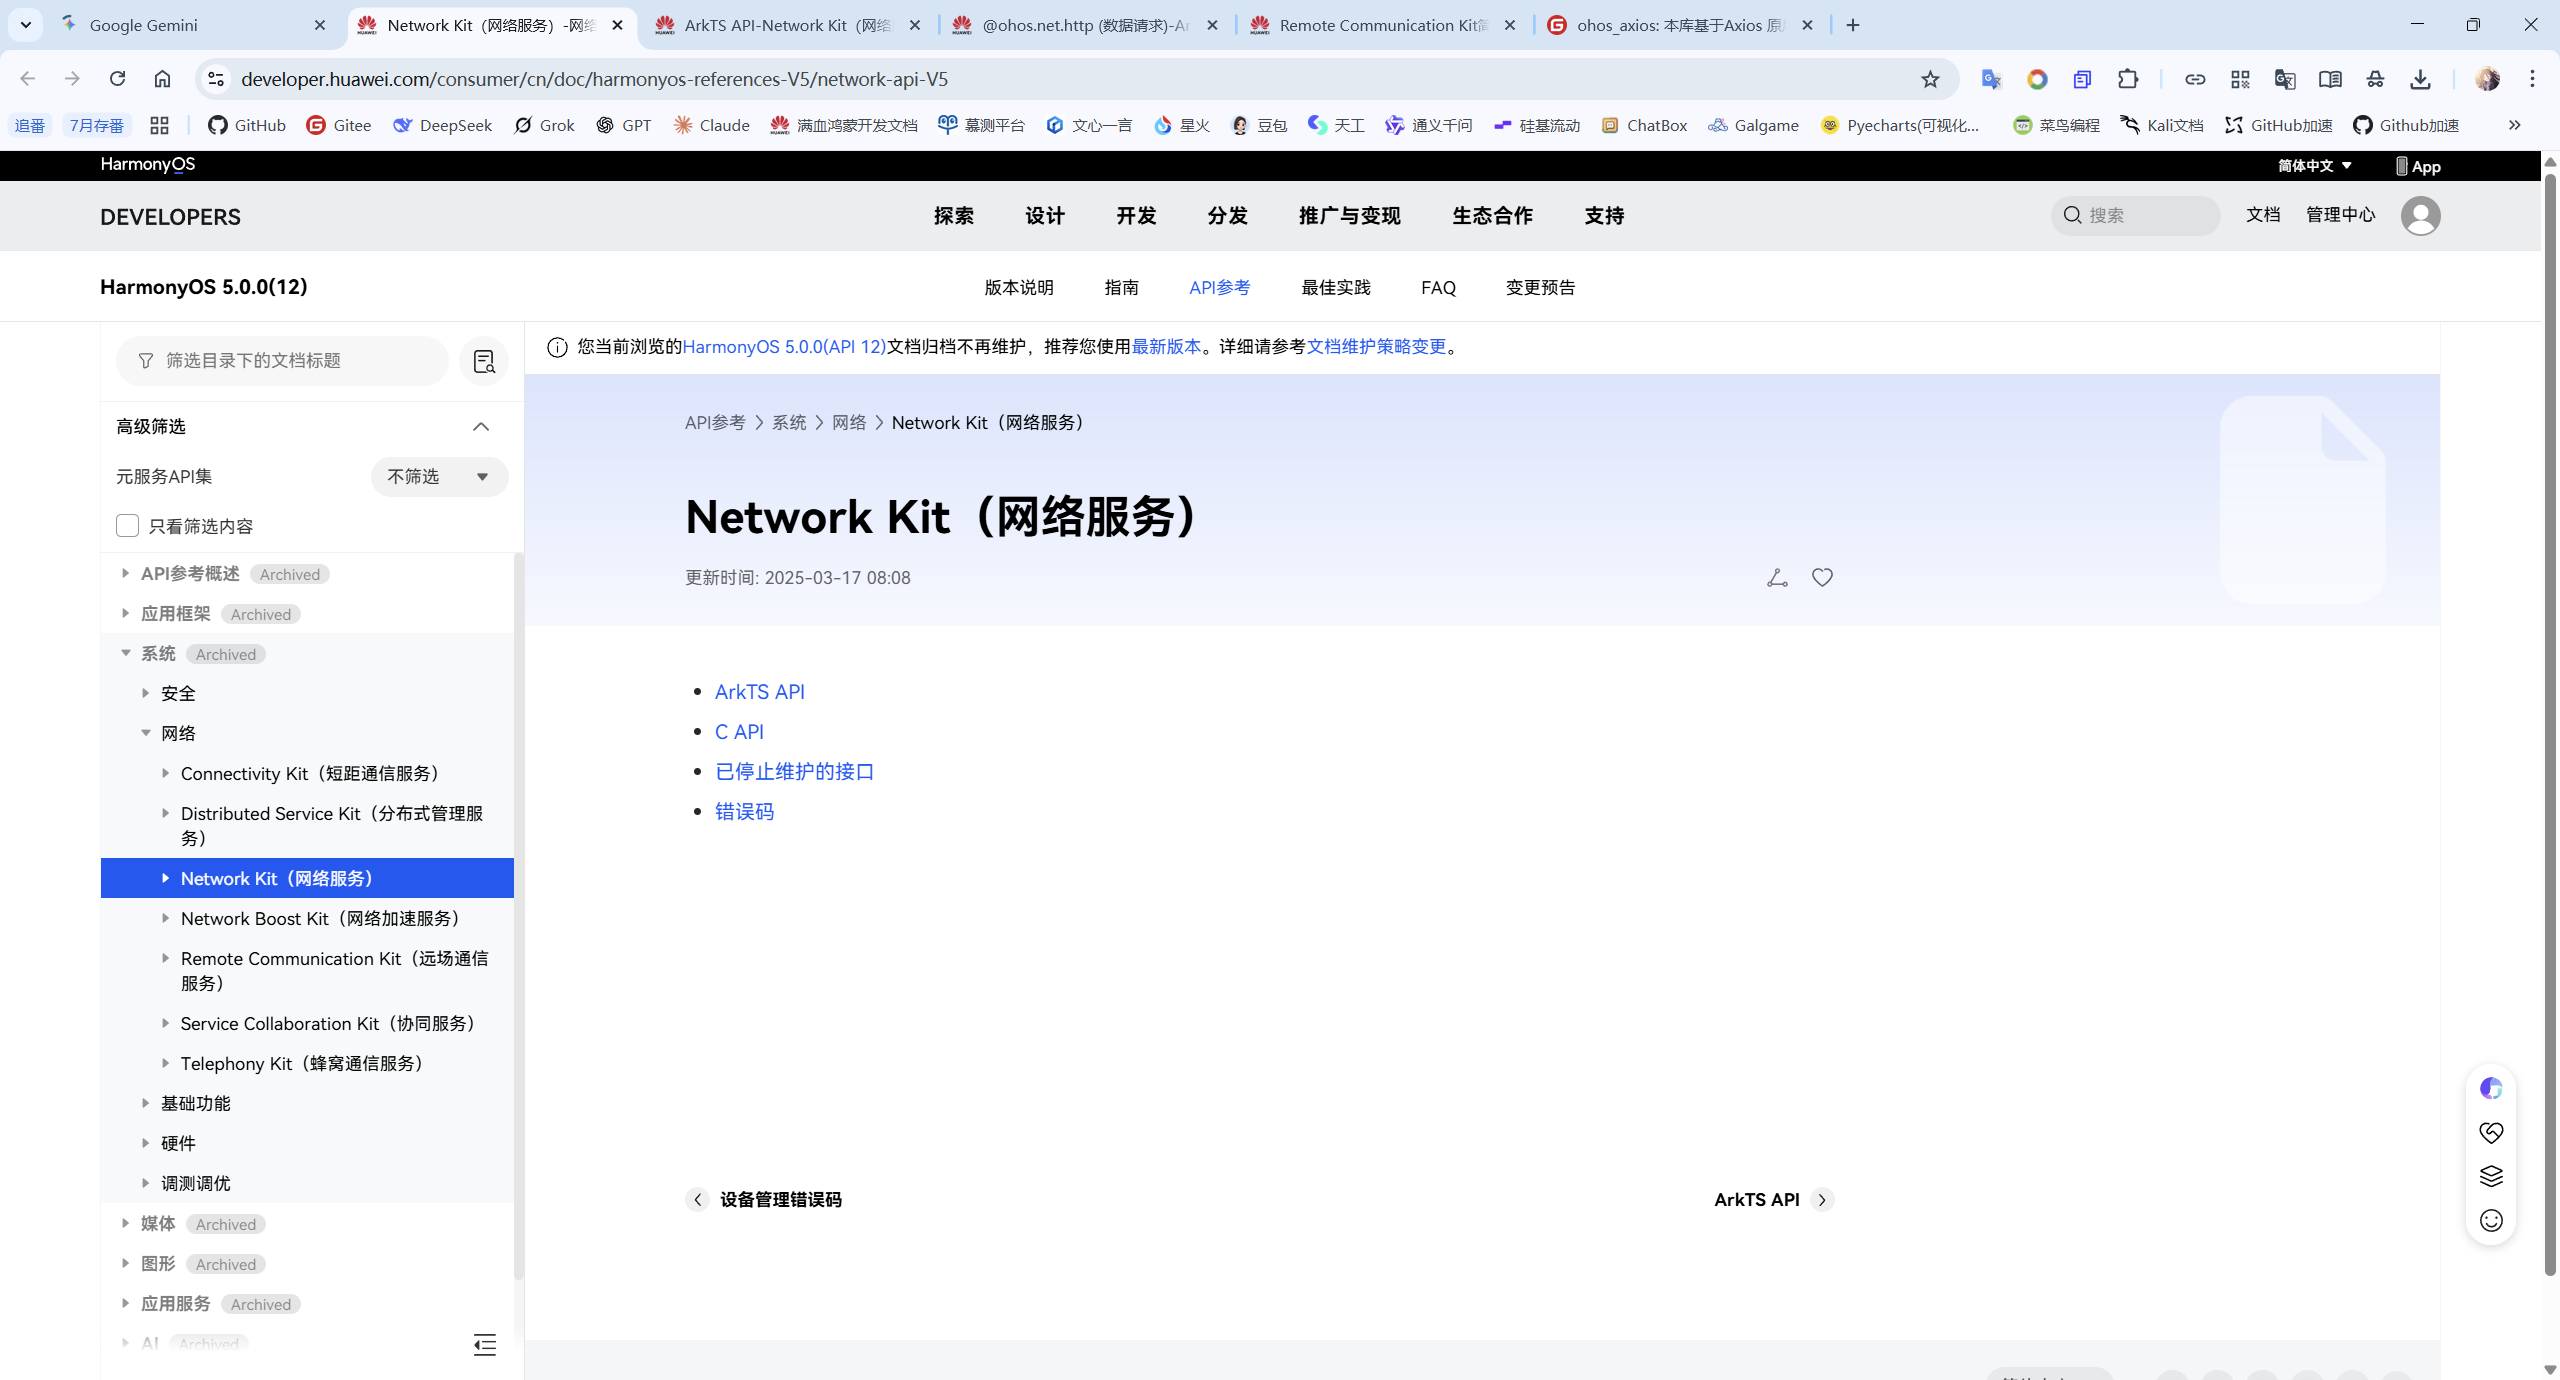 Google Gemini
Network Kit（网络服务）-网络
ArkTS API-Network Kit（网络
@ohos.net.http (数据请求)-Ar
Remote Communication Kit简
ohos_axios: 本库基于Axios 原
developer.huawei.com/consumer/cn/doc/harmonyos-references-V5/network-api-V5
追番
7月存番
GitHub
Gitee
DeepSeek
Grok
GPT
Claude
满血鸿蒙开发文档
慕测平台
文心一言
星火
豆包
天工
通义千问
硅基流动
ChatBox
Galgame
Pyecharts(可视化...
菜鸟编程
Kali文档
GitHub加速
Github加速
HarmonyOS
简体中文
App
DEVELOPERS
探索
设计
开发
分发
推广与变现
生态合作
支持
搜索
文档
管理中心
HarmonyOS 5.0.0(12)
版本说明
指南
API参考
最佳实践
FAQ
变更预告
筛选目录下的文档标题
您当前浏览的HarmonyOS 5.0.0(API 12)文档归档不再维护，推荐您使用最新版本。详细请参考文档维护策略变更。
高级筛选
元服务API集
不筛选
只看筛选内容
API参考概述 Archived
应用框架 Archived
系统 Archived
安全
网络
Connectivity Kit（短距通信服务）
Distributed Service Kit（分布式管理服
务）
Network Kit（网络服务）
Network Boost Kit（网络加速服务）
Remote Communication Kit（远场通信
服务）
Service Collaboration Kit（协同服务）
Telephony Kit（蜂窝通信服务）
基础功能
硬件
调测调优
媒体 Archived
图形 Archived
应用服务 Archived
AI Archived
API参考 > 系统 > 网络 > Network Kit（网络服务）
Network Kit（网络服务）
更新时间: 2025-03-17 08:08
ArkTS API
C API
已停止维护的接口
错误码
设备管理错误码
ArkTS API